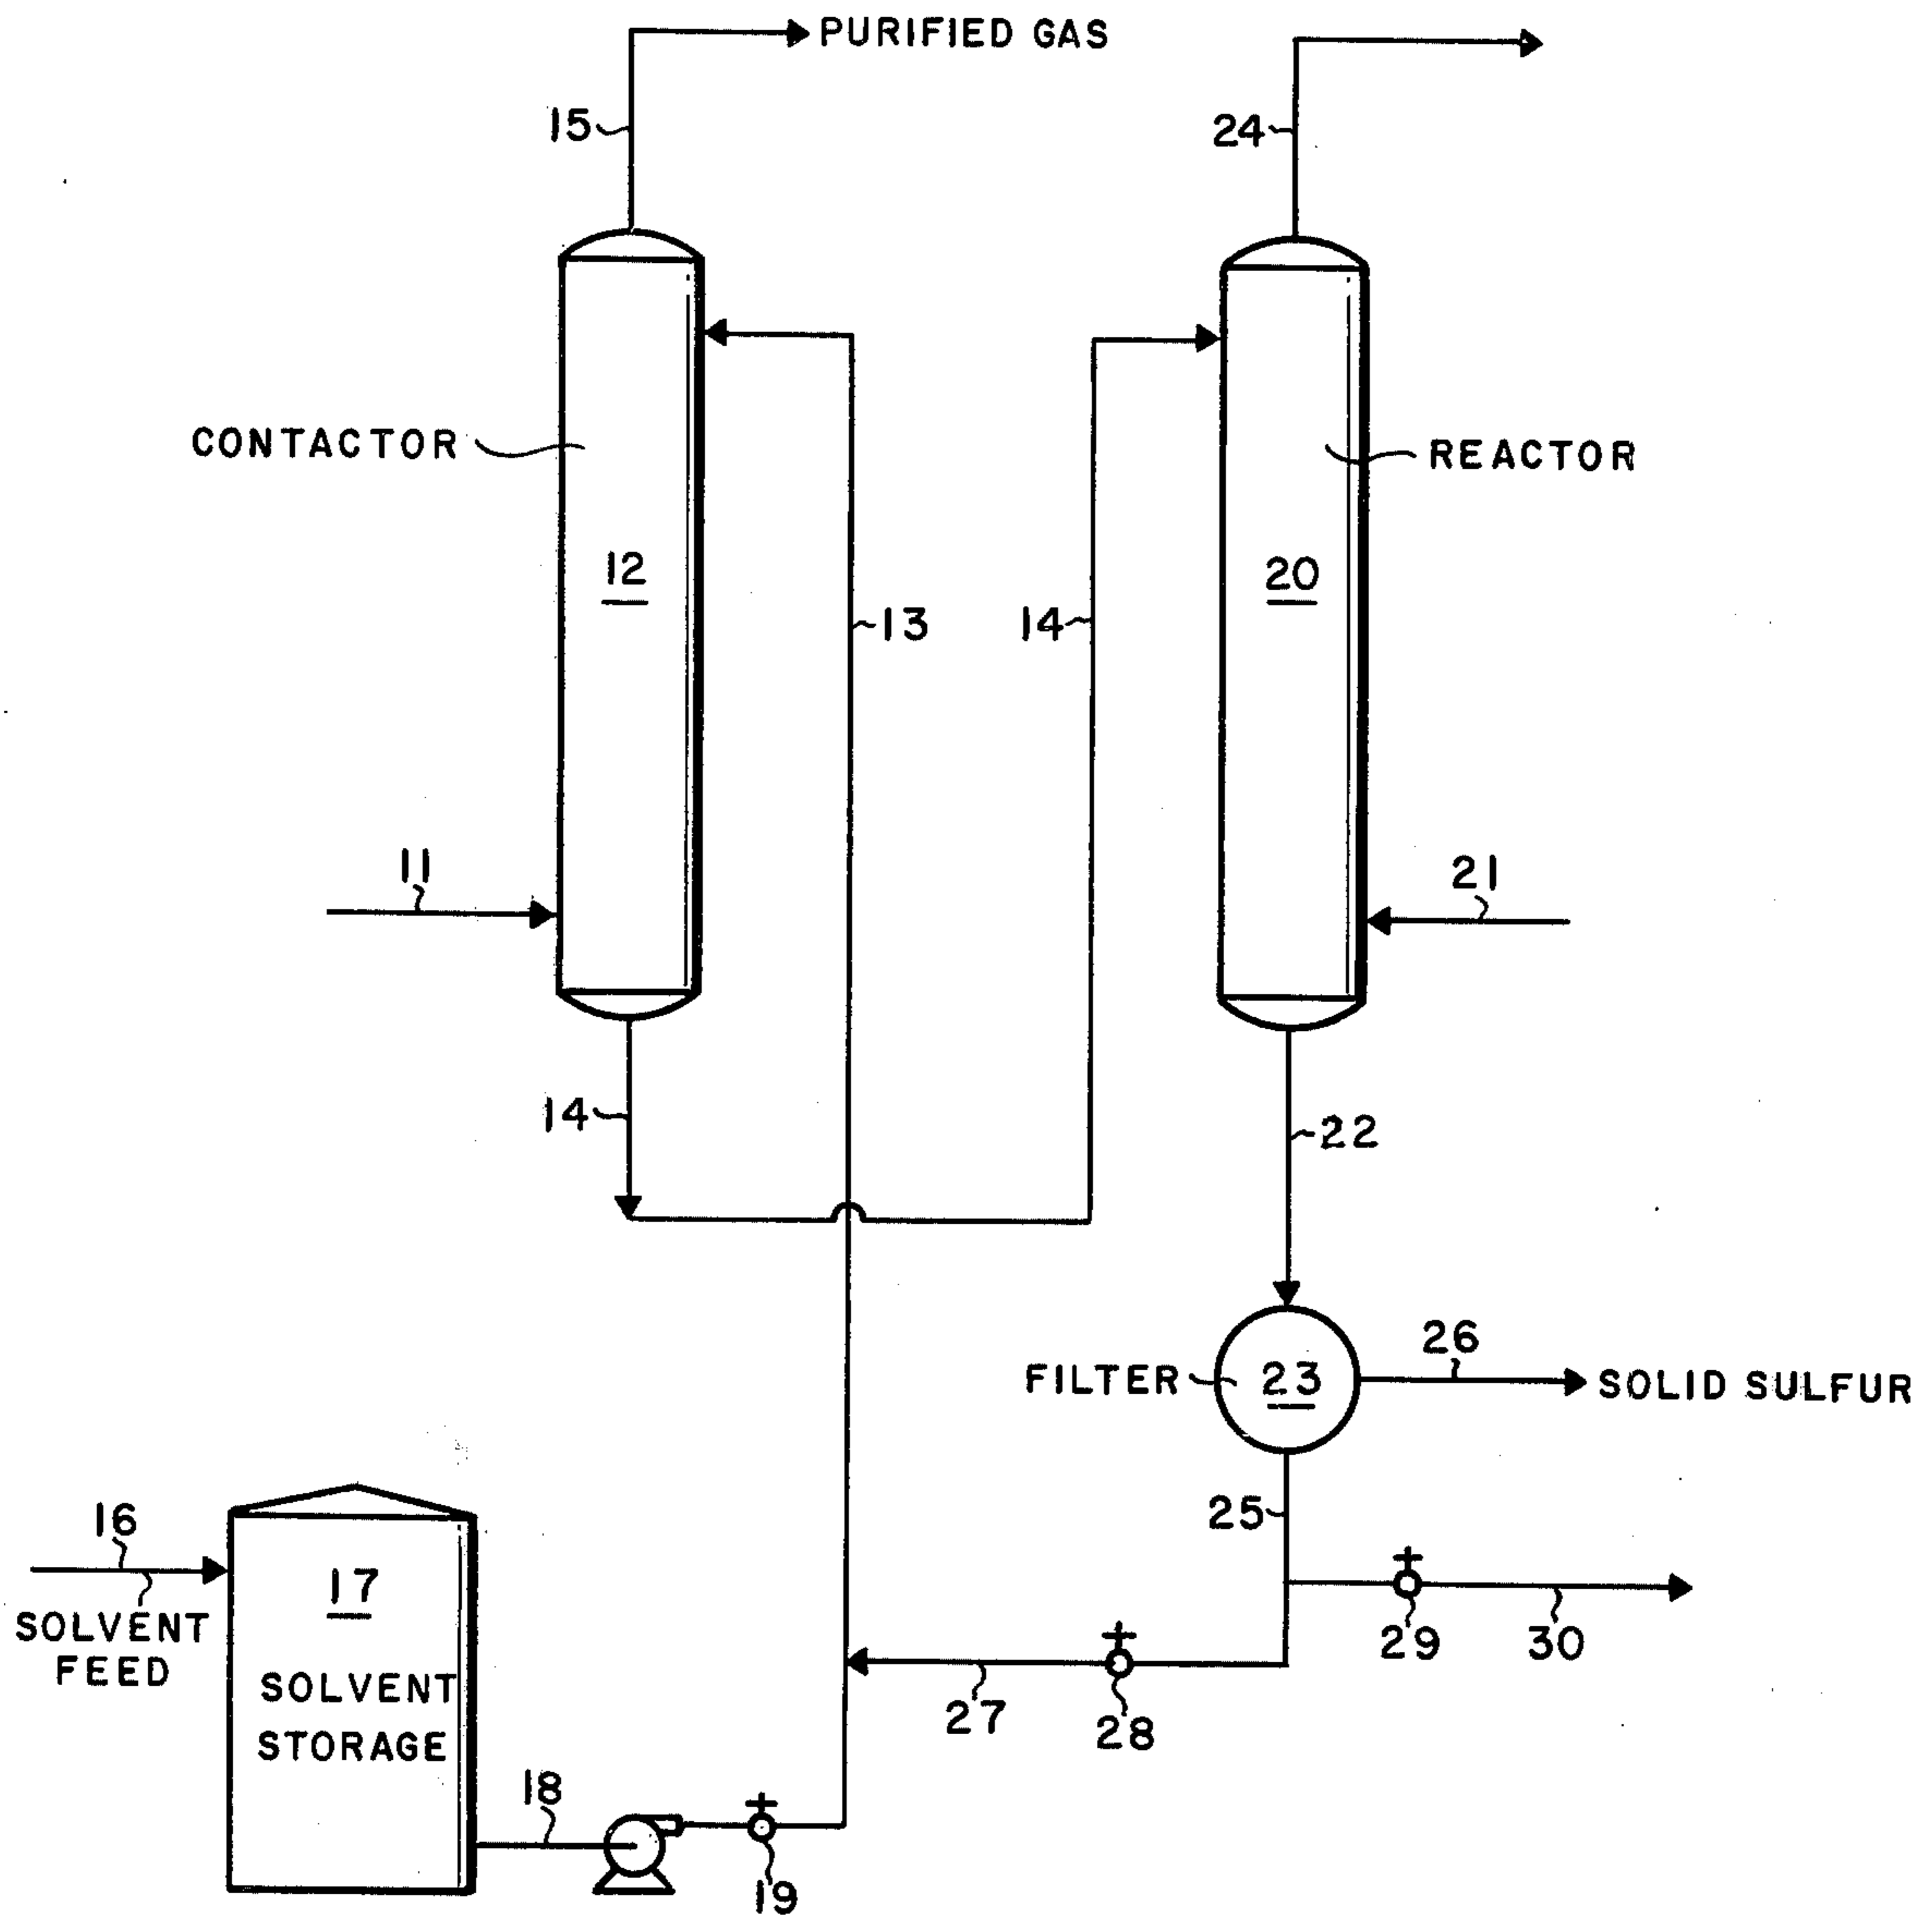 PURIFIED GAS
15
24
CONTACTOR
REACTOR
12
20
13
14
11
21
14
22
26
FILTER
23
SOLID SULFUR
25
16
17
SOLVENT
FEED
29
30
SOLVENT
STORAGE
27
28
18
19